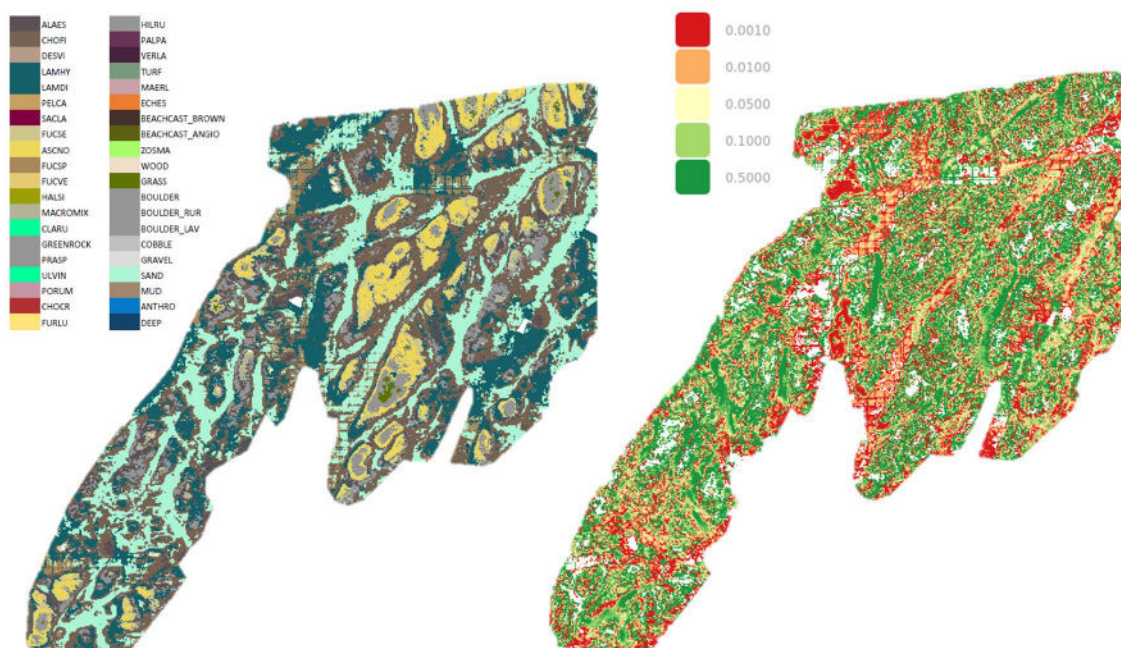 ALAES
CHOFI
DESVI
LAMHY
LAMDI
PELCA
SACLA
FUCSE
ASCNO
FUCSP
FUCVE
HALSI
MACROMIX
CLARU
GREENROCK
PRASP
ULVIN
PORUM
CHOCR
FURLU
HILRU
PALPA
VERLA
TURF
MAERL
ECHES
BEACHCAST_BROWN
BEACHCAST_ANGIO
ZOSMA
WOOD
GRASS
BOULDER
BOULDER_RUR
BOULDER_LAV
COBBLE
GRAVEL
SAND
MUD
ANTHRO
DEEP
0.0010
0.0100
0.0500
0.1000
0.5000